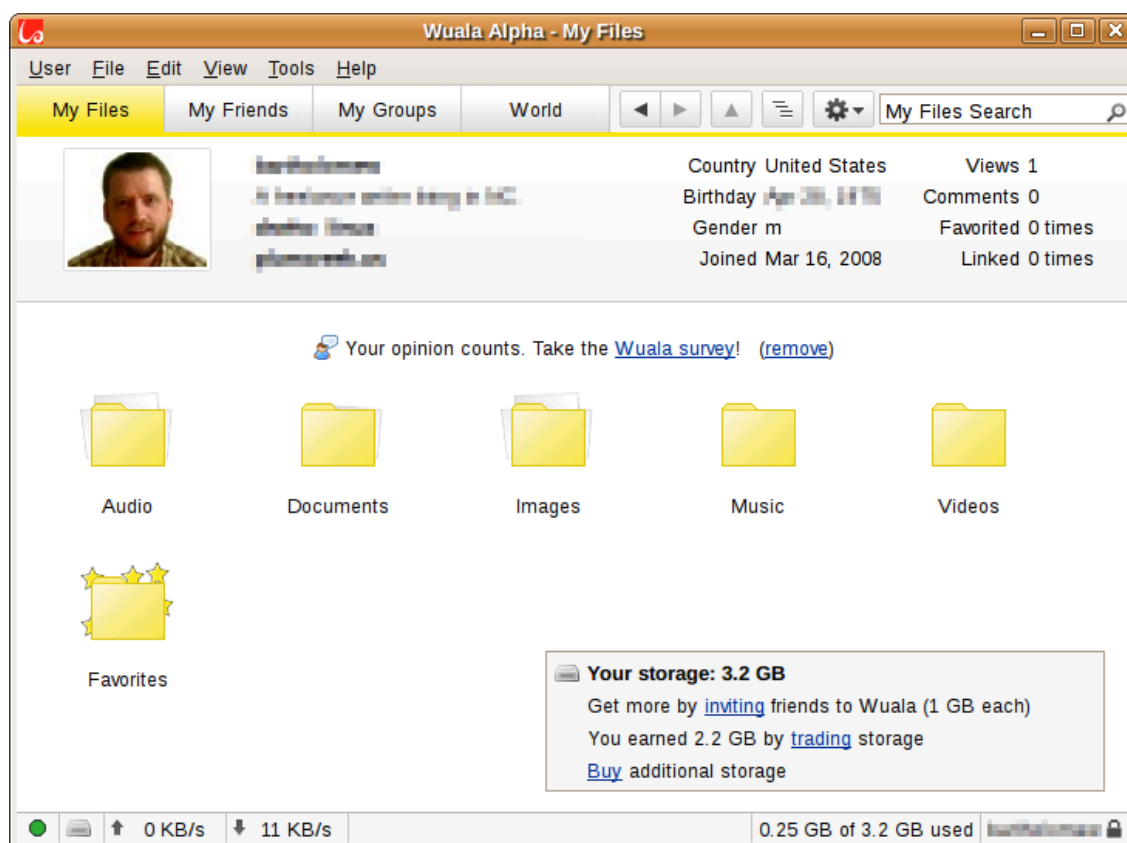 Wuala Alpha - My Files
User File Edit View Tools Help
My Files My Friends My Groups World My Files Search
Country United States Views 1
Birthday Comments 0
Gender m Favorited 0 times
Joined Mar 16, 2008 Linked 0 times
Your opinion counts. Take the Wuala survey! (remove)
Audio Documents Images Music Videos
Favorites
Your storage: 3.2 GB
Get more by inviting friends to Wuala (1 GB each)
You earned 2.2 GB by trading storage
Buy additional storage
0 KB/s 11 KB/s 0.25 GB of 3.2 GB used